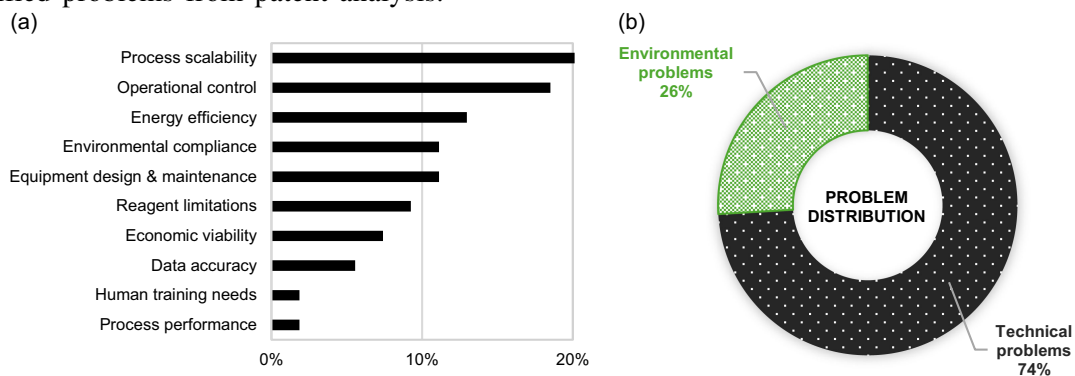 problems from patent analysis.
(a)
Process scalability
Operational control
Energy efficiency
Environmental compliance
Equipment design & maintenance
Reagent limitations
Economic viability
Data accuracy
Human training needs
Process performance
0%
10%
20%
(b)
Environmental
problems
26%
PROBLEM
DISTRIBUTION
Technical
problems
74%